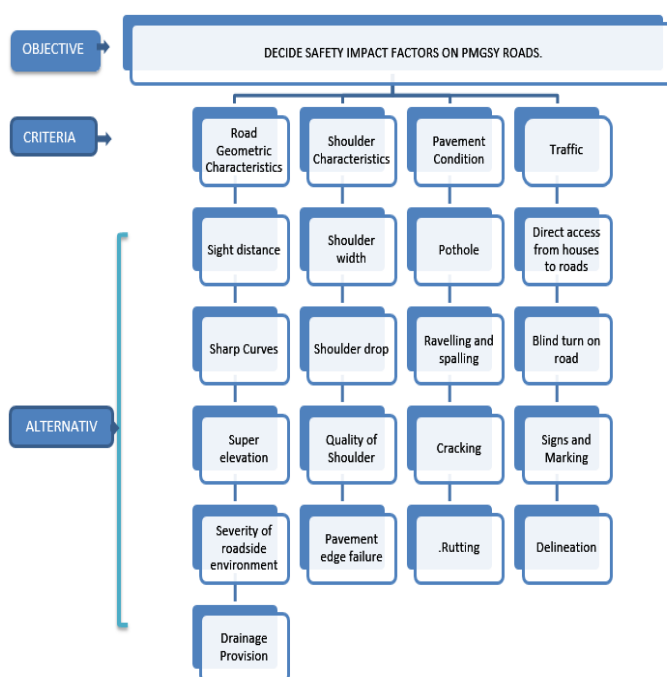 OBJECTIVE
DECIDE SAFETY IMPACT FACTORS ON PMGSY ROADS.
CRITERIA
Road
Geometric
Characteristics
Shoulder
Characteristics
Pavement
Condition
Traffic
Sight distance
Shoulder
width
Pothole
Direct access
from houses
to roads
Sharp Curves
Shoulder drop
Ravelling and
spalling
Blind turn on
road
ALTERNATIV
Super
elevation
Quality of
Shoulder
Cracking
Signs and
Marking
Severity of
roadside
environment
Pavement
edge failure
.Rutting
Delineation
Drainage
Provision